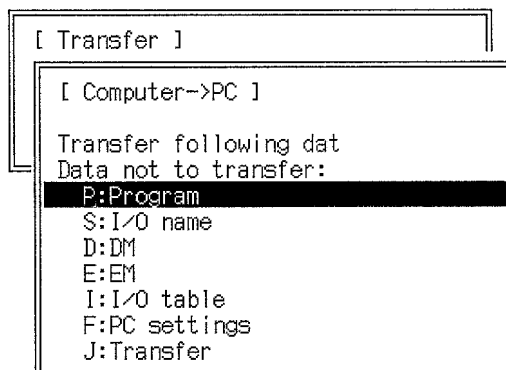 [ Transfer ]
[ Computer->PC ]
Transfer following dat
Data not to transfer:
P:Program
S:I/O name
D:DM
E:EM
I:I/O table
F:PC settings
J:Transfer